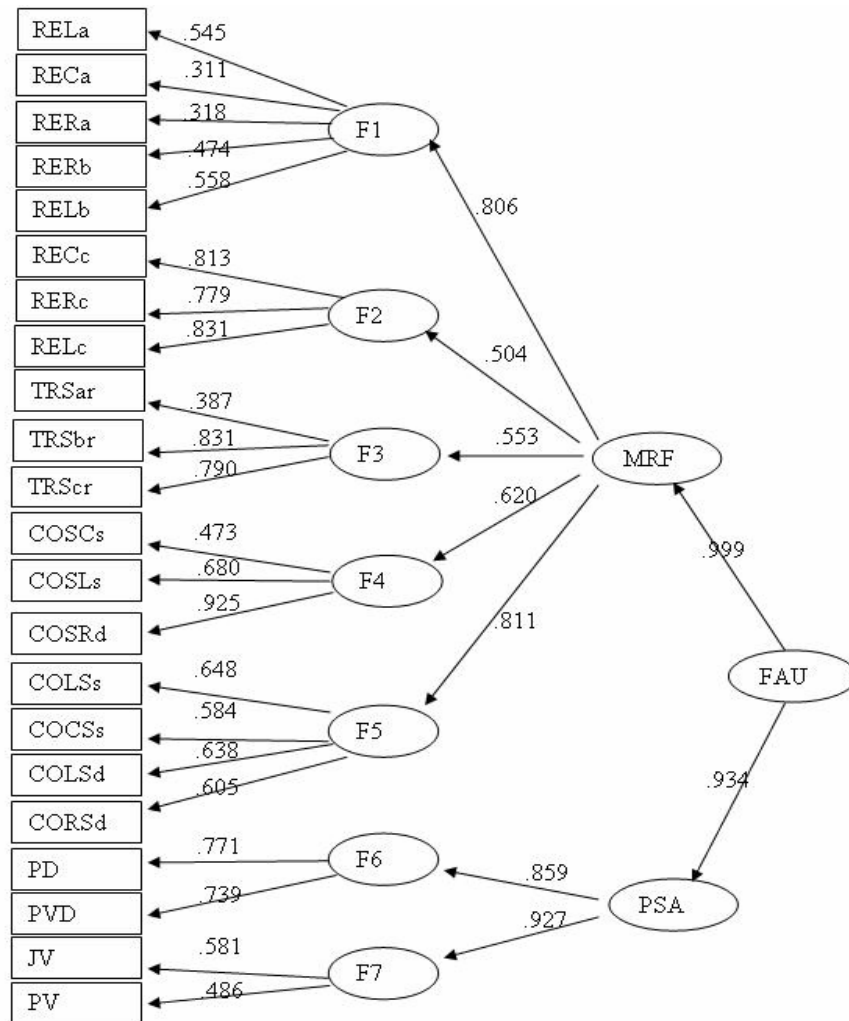 RELa
.545
RECa
.311
RERa
.318
F1
RERb
.474
RELb
.558
.806
RECc
.813
RERc
.779
F2
RELc
.831
.504
TRSar
.387
TRSbr
.831
F3
.553
MRF
TRScr
.790
.620
COSCs
.473
COSLs
.680
F4
.999
COSRd
.925
.811
COLSs
.648
FAU
COCSs
.584
F5
COLSd
.638
.934
CORSd
.605
PD
.771
F6
.859
PVD
.739
PSA
.927
JV
.581
F7
PV
.486